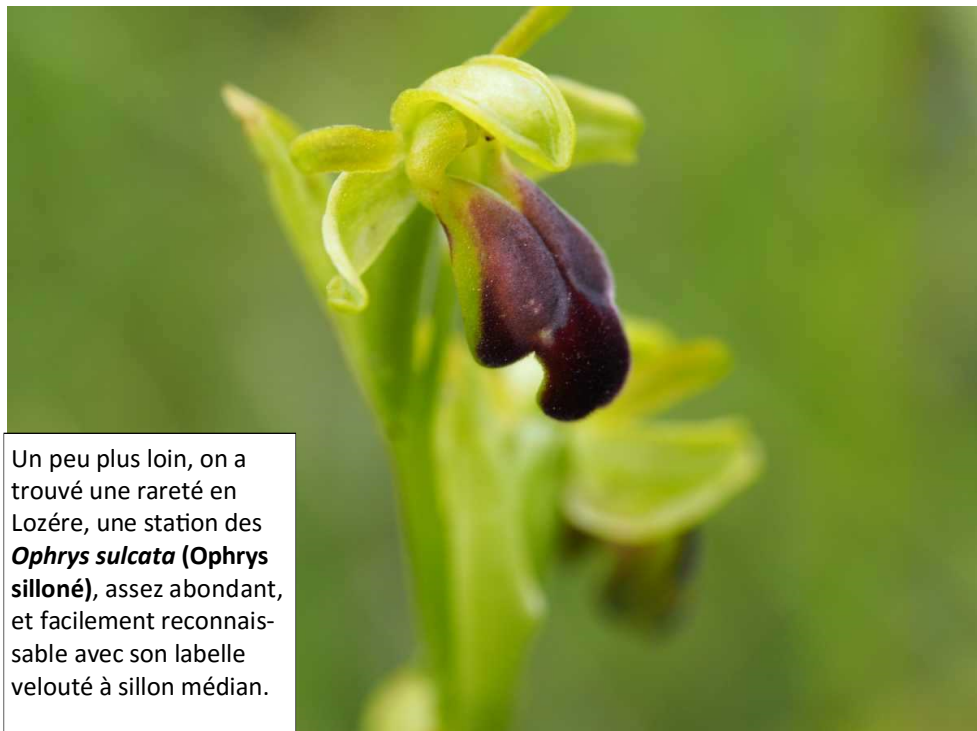 Un peu plus loin, on a
trouvé une rareté en
Lozére, une station des
Ophrys sulcata (Ophrys
silloné), assez abondant,
et facilement reconnais-
sable avec son labelle
velouté à sillon médian.